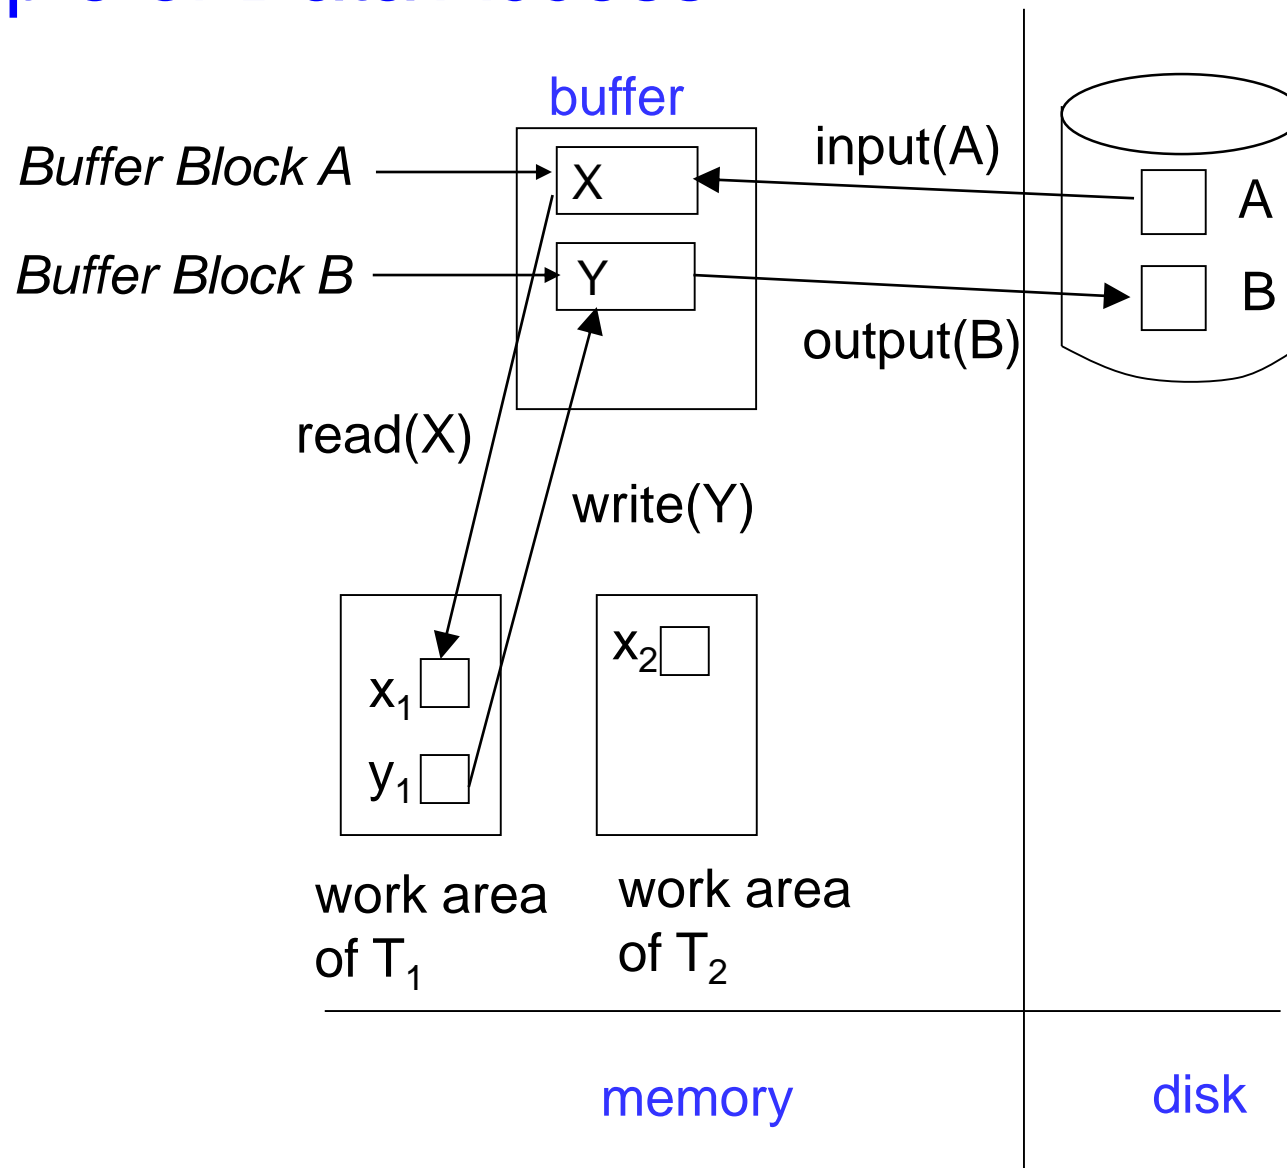 buffer
Buffer Block A
X
input(A)
A
Buffer Block B
Y
output(B)
B
read(X)
write(Y)
x₂
x₁
y₁
work area
of T₁
work area
of T₂
memory
disk